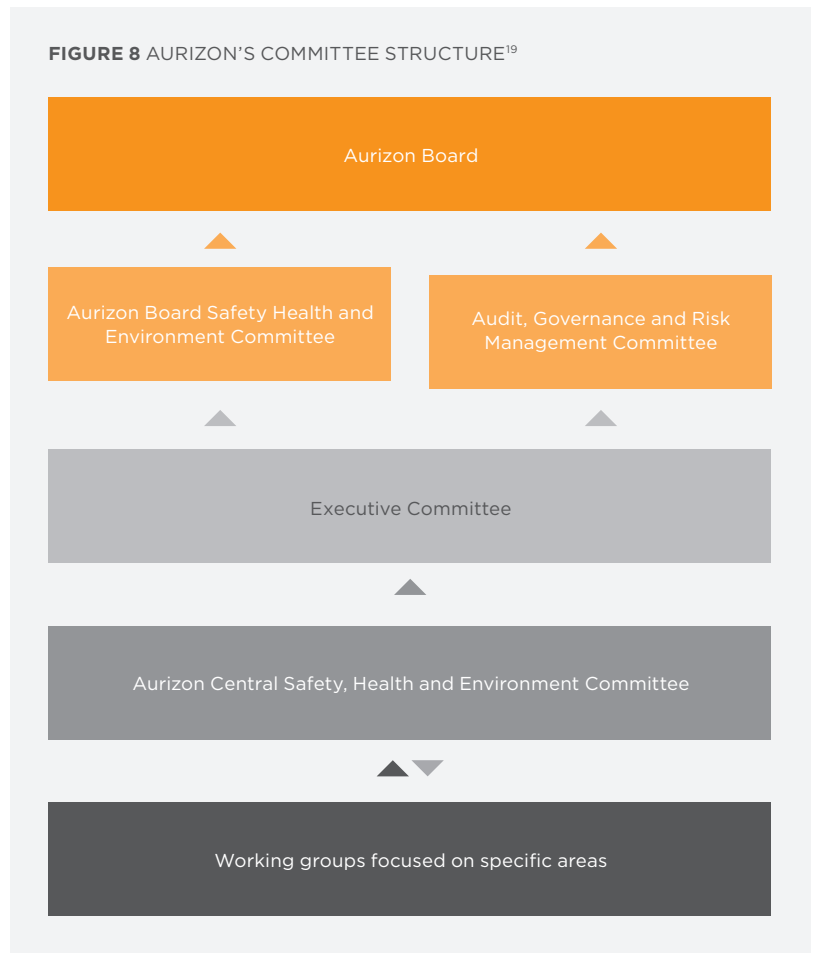 FIGURE 8 AURIZON’S COMMITTEE STRUCTURE¹⁹
Aurizon Board
Aurizon Board Safety Health and
Environment Committee
Audit, Governance and Risk
Management Committee
Executive Committee
Aurizon Central Safety, Health and Environment Committee
Working groups focused on specific areas